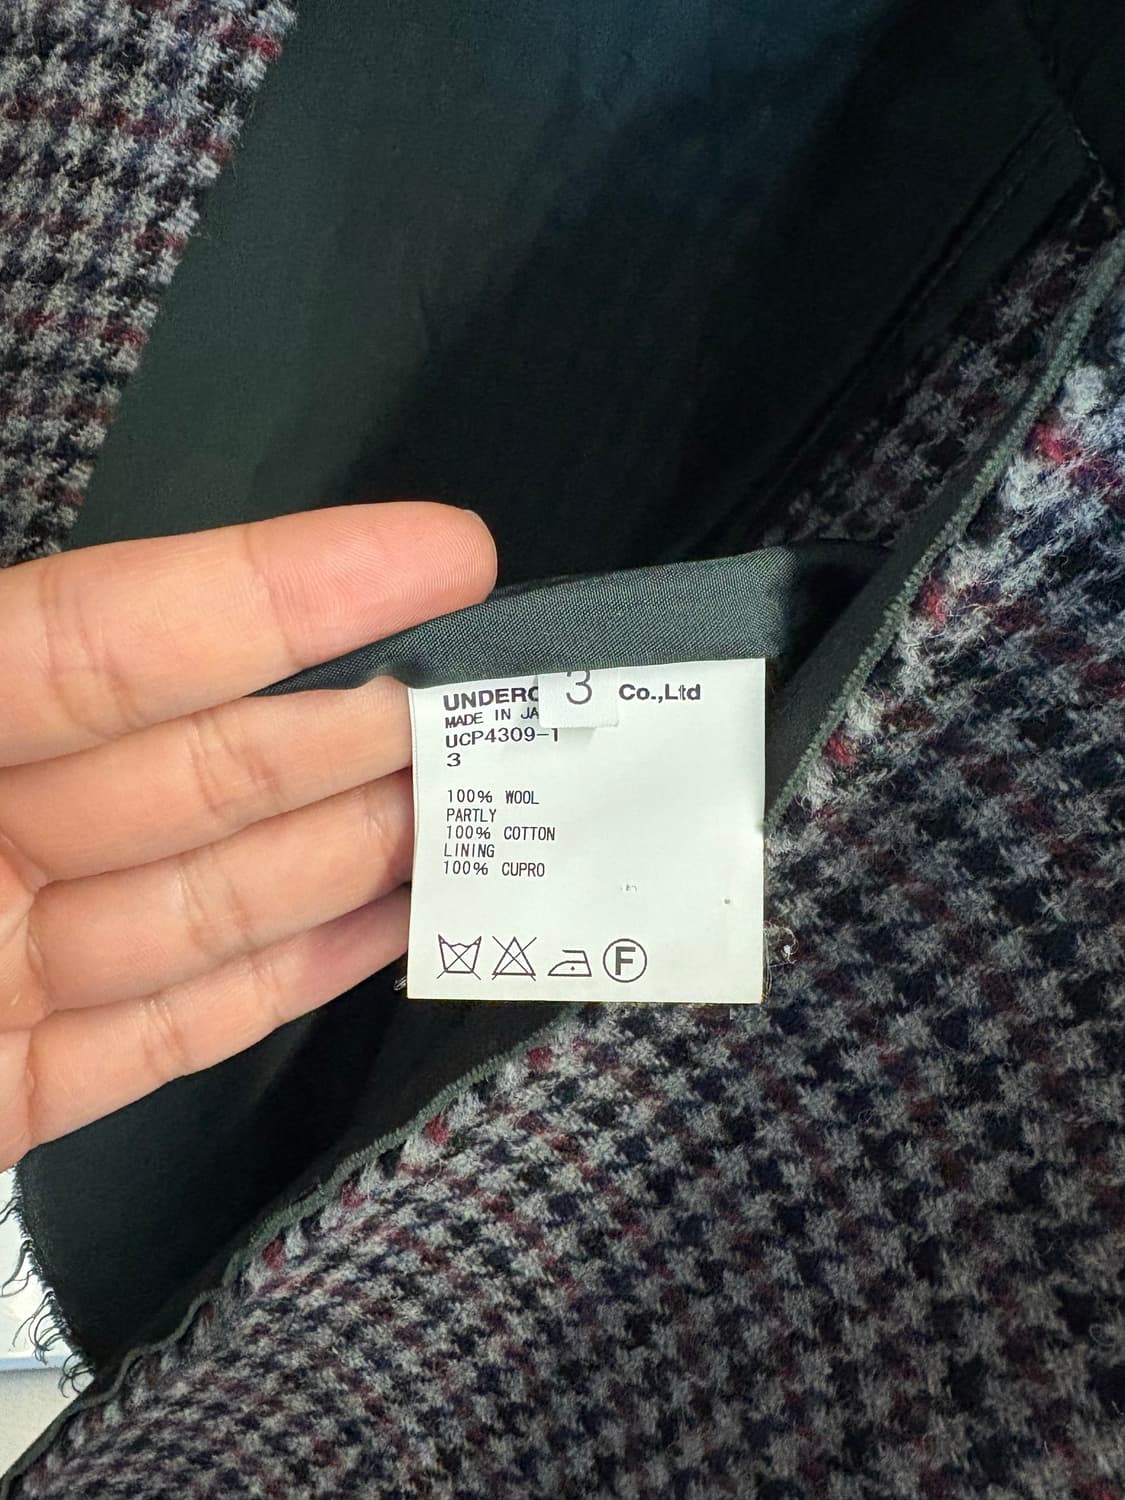 3
UNDERC Co.,Ltd
MADE IN JA
UCP4309-1
3
100% WOOL
PARTLY
100% COTTON
LINING
100% CUPRO
F